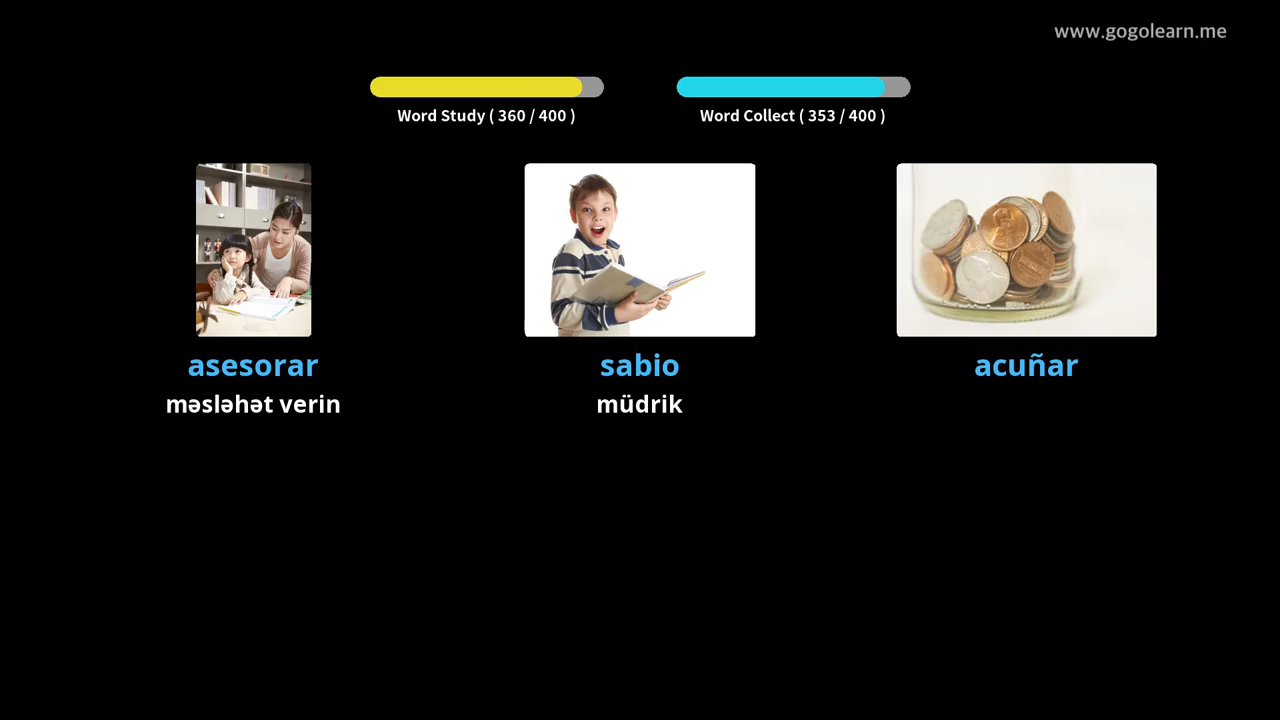 www.gogolearn.me
Word Study ( 360 / 400 )
Word Collect ( 353 / 400 )
asesorar
sabio
acuñar
məsləhət verin
müdrik